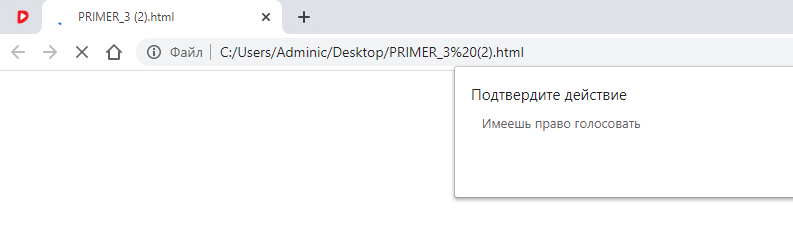 PRIMER_3 (2).html
Файл C:/Users/Adminic/Desktop/PRIMER_3%20(2).html
Подтвердите действие
Имеешь право голосовать